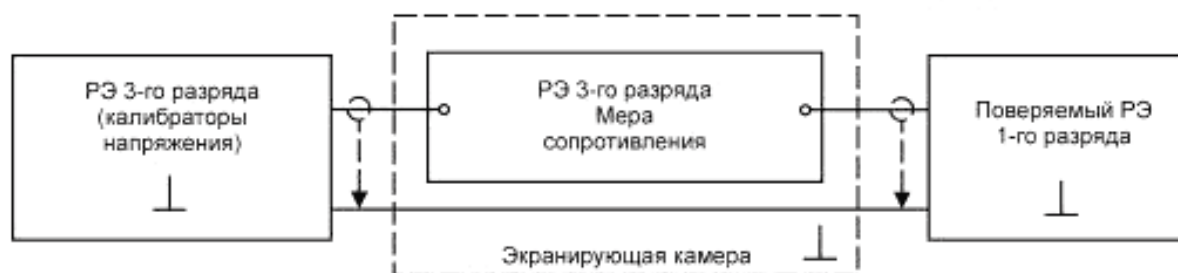 РЭ 3-го разряда
(калибраторы
напряжения)
РЭ 3-го разряда
Мера
сопротивления
Поверяемый РЭ
1-го разряда
Экранирующая камера